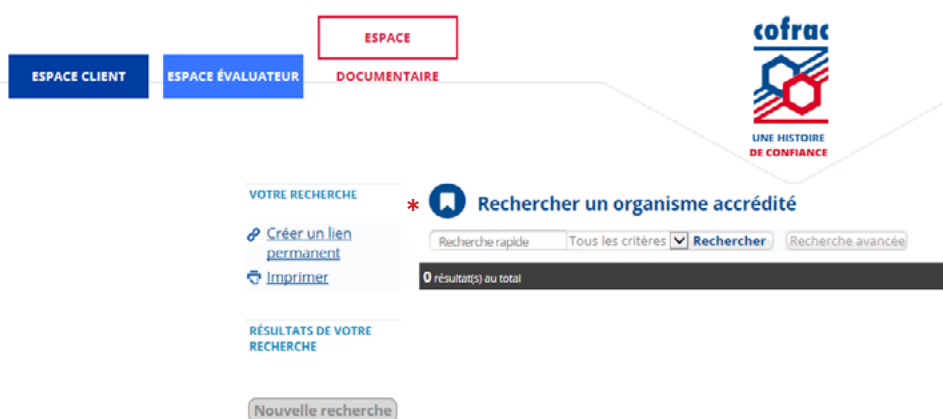 ESPACE CLIENT
ESPACE ÉVALUATEUR
ESPACE
DOCUMENTAIRE
cofrac
UNE HISTOIRE
DE CONFIANCE
VOTRE RECHERCHE
Créer un lien
permanent
Imprimer
RÉSULTATS DE VOTRE
RECHERCHE
Nouvelle recherche
* Rechercher un organisme accrédité
Recherche rapide Tous les critères Rechercher Recherche avancée
0 résultat(s) au total